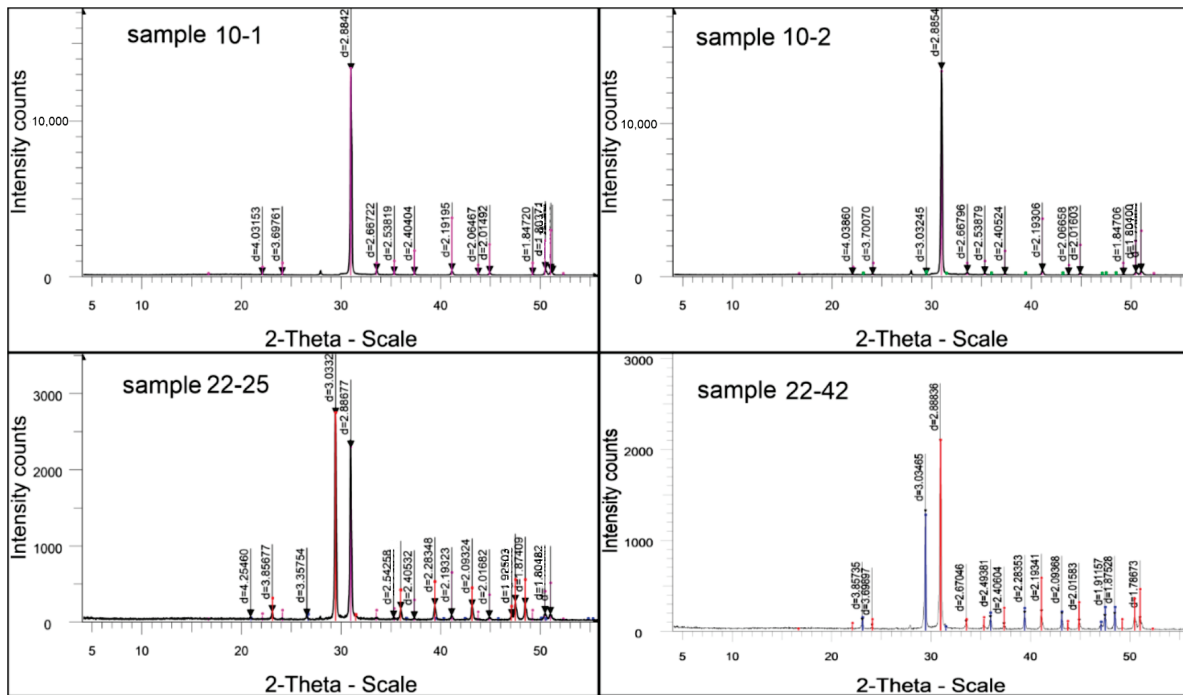 sample 10-1
Intensity counts
10,000
0
d=4.03153
d=3.69761
d=2.8842
d=2.66722
d=2.53819
d=2.40404
d=2.19195
d=2.06467
d=2.01492
d=1.84720
5 10 20 30 40 50
2-Theta - Scale
sample 10-2
Intensity counts
10,000
0
d=4.03860
d=3.70070
d=3.03245
d=2.8854
d=2.66796
d=2.53879
d=2.40524
d=2.19306
d=2.06658
d=2.01603
d=1.84706
d=1.80400
5 10 20 30 40 50
2-Theta - Scale
sample 22-25
Intensity counts
3000
2000
1000
0
d=4.25460
d=3.85677
d=3.35754
d=3.0332
d=2.88677
d=2.54258
d=2.40532
d=2.28348
d=2.19323
d=2.09324
d=2.01682
d=1.92503
d=1.87409
d=1.80482
5 10 20 30 40 50
2-Theta - Scale
sample 22-42
Intensity counts
3000
2000
1000
0
d=3.85735
d=3.69897
d=3.03465
d=2.88836
d=2.67046
d=2.49381
d=2.40604
d=2.28353
d=2.19341
d=2.09368
d=2.01583
d=1.91157
d=1.87528
d=1.78673
5 10 20 30 40 50
2-Theta - Scale